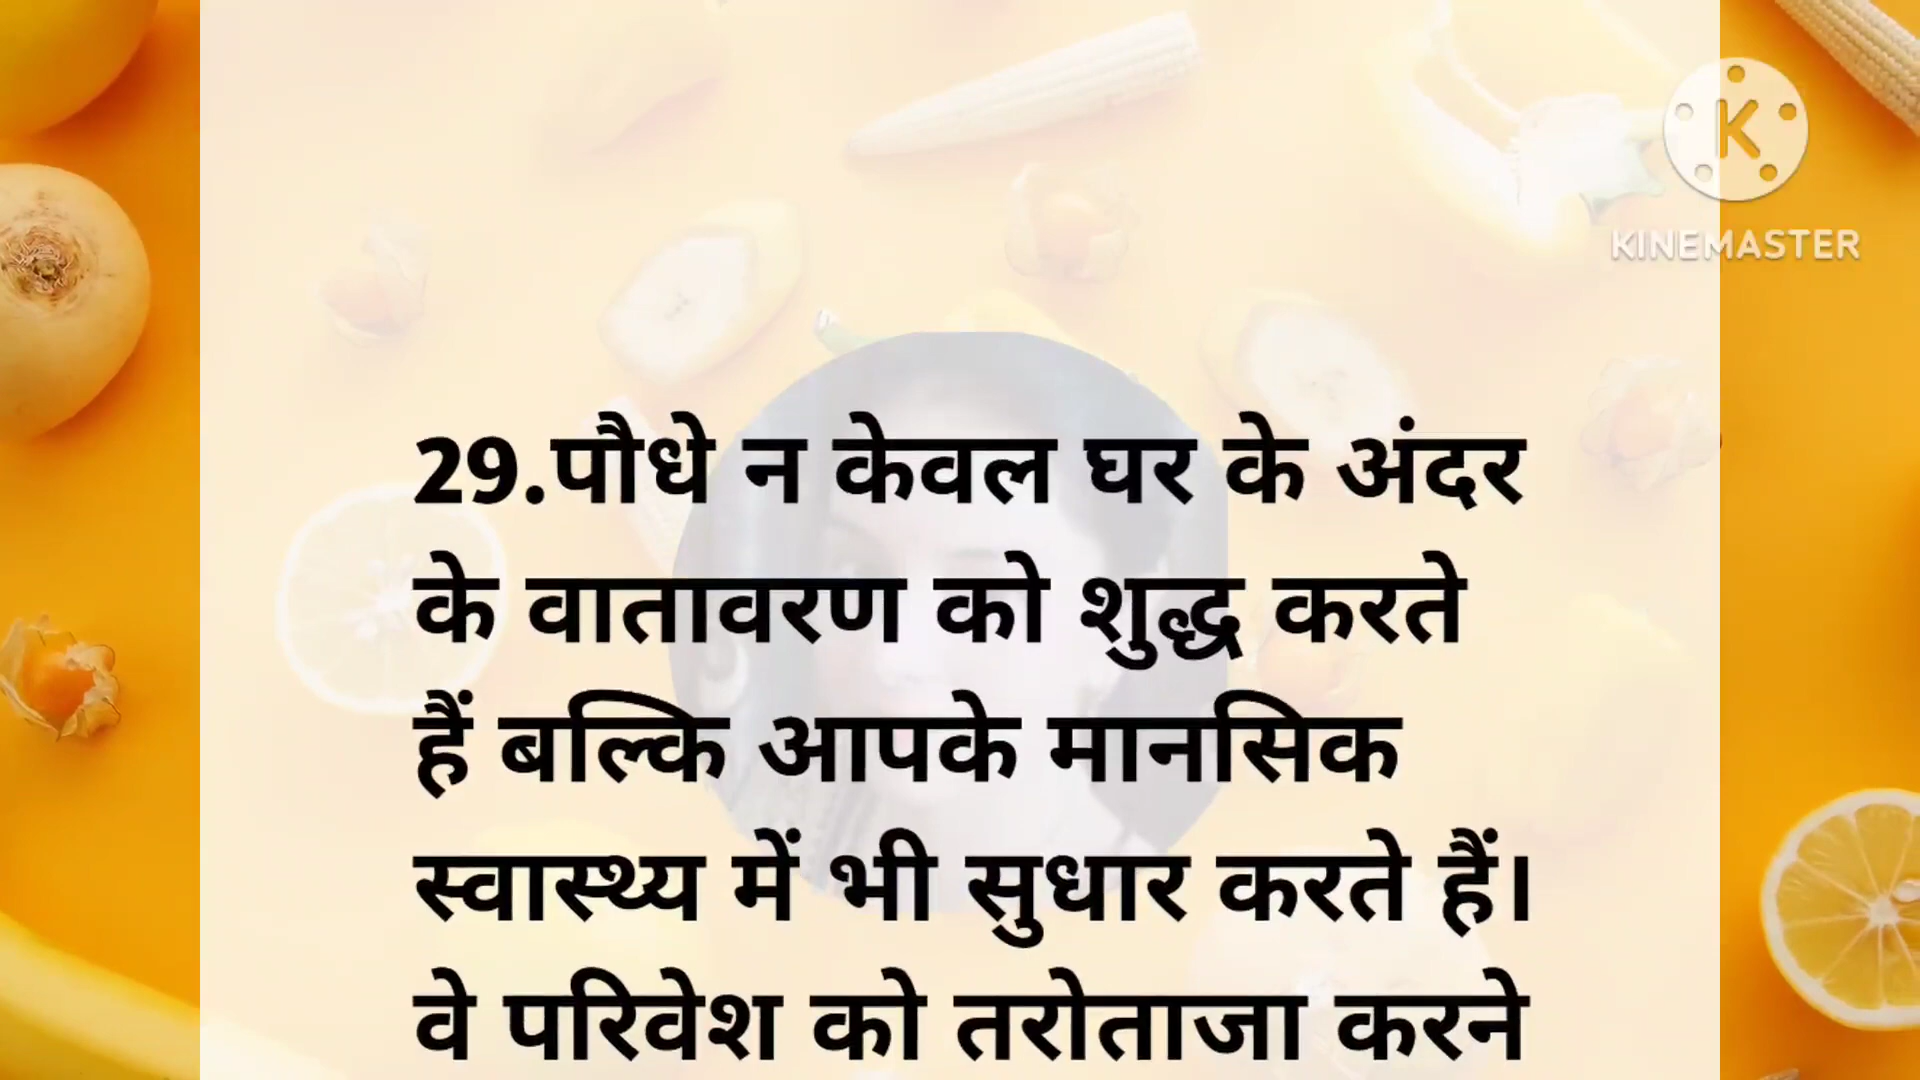 KINEMASTER
29.पौधे न केवल घर के अंदर
के वातावरण को शुद्ध करते
हैं बल्कि आपके मानसिक
स्वास्थ्य में भी सुधार करते हैं।
वे परिवेश को तरोताजा करने